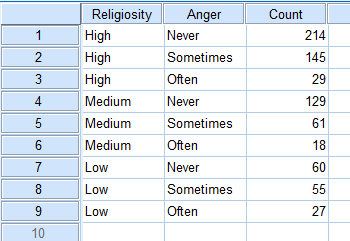 Religiosity Anger Count
1 High Never 214
2 High Sometimes 145
3 High Often 29
4 Medium Never 129
5 Medium Sometimes 61
6 Medium Often 18
7 Low Never 60
8 Low Sometimes 55
9 Low Often 27
10